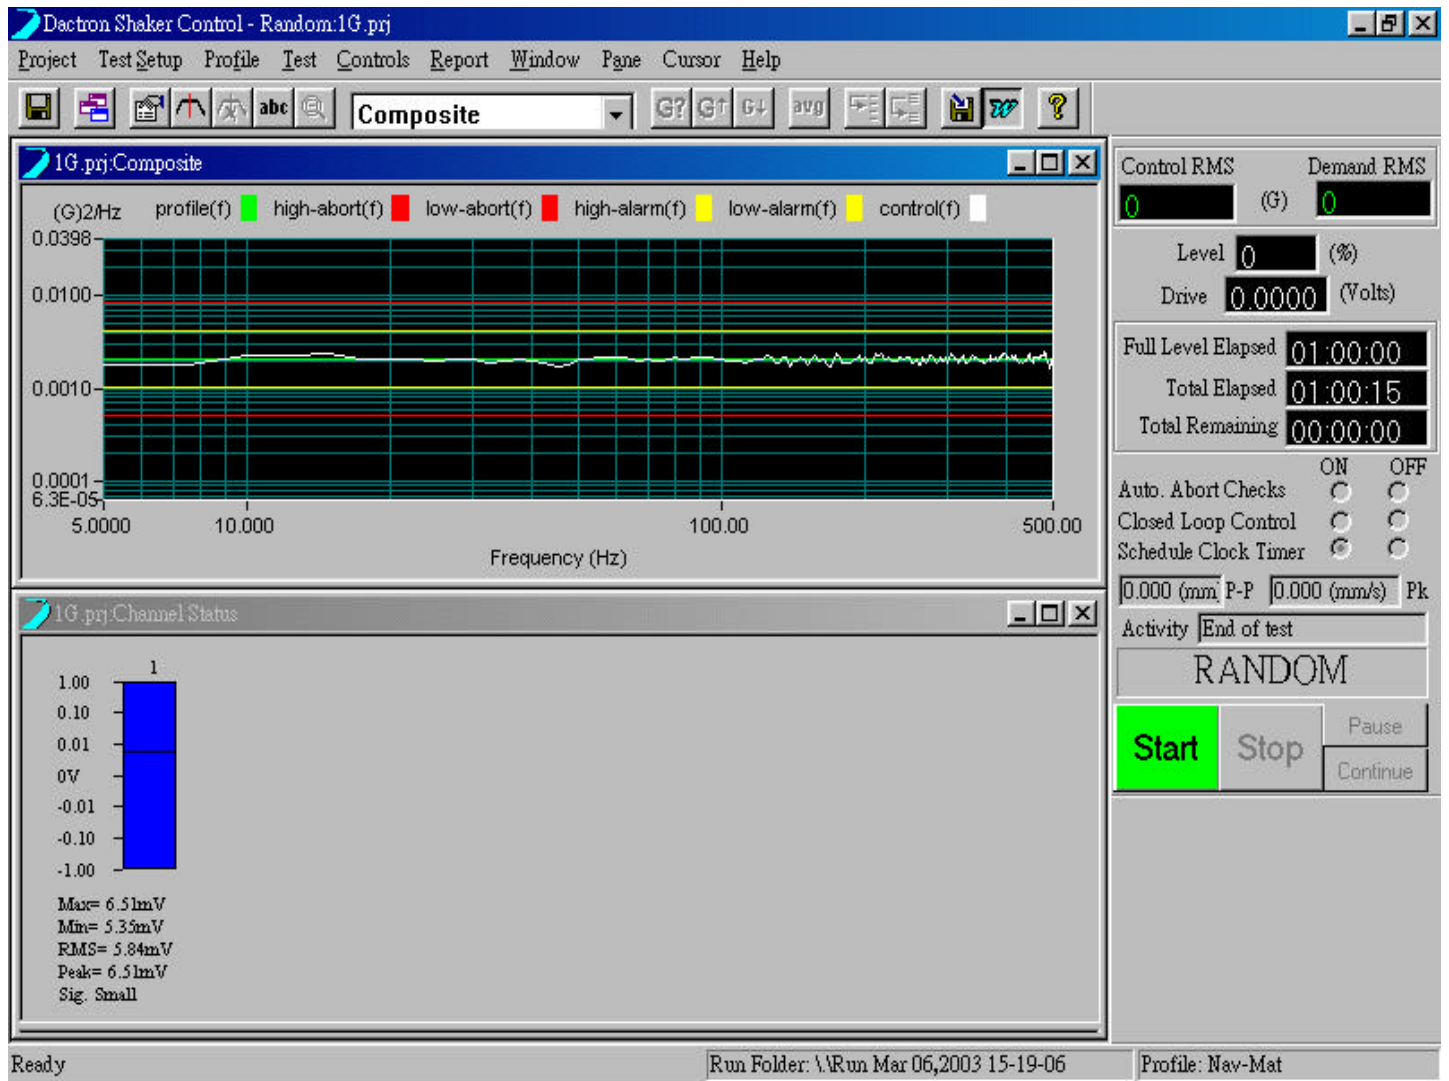 Dactron Shaker Control - Random:1G.prj
Project Test Setup Profile Test Controls Report Window Pane Cursor Help
abc Composite G? G↑ G↓ avg ?
1G.prj:Composite
(G)2/Hz profile(f) high-abort(f) low-abort(f) high-alarm(f) low-alarm(f) control(f)
0.0398
0.0100
0.0010
0.0001
6.3E-05
5.0000 10.000 100.00 500.00
Frequency (Hz)
1G.prj:Channel Status
1
1.00
0.10
0.01
0V
-0.01
-0.10
-1.00
Max= 6.51mV
Min= 5.35mV
RMS= 5.84mV
Peak= 6.51mV
Sig. Small
Control RMS Demand RMS
0 (G) 0
Level 0 (%)
Drive 0.0000 (Volts)
Full Level Elapsed 01:00:00
Total Elapsed 01:00:15
Total Remaining 00:00:00
ON OFF
Auto. Abort Checks
Closed Loop Control
Schedule Clock Timer
0.000 (mm) P-P 0.000 (mm/s) Pk
Activity End of test
RANDOM
Start Stop Pause
Continue
Ready Run Folder: \.\Run Mar 06,2003 15-19-06 Profile: Nav-Mat